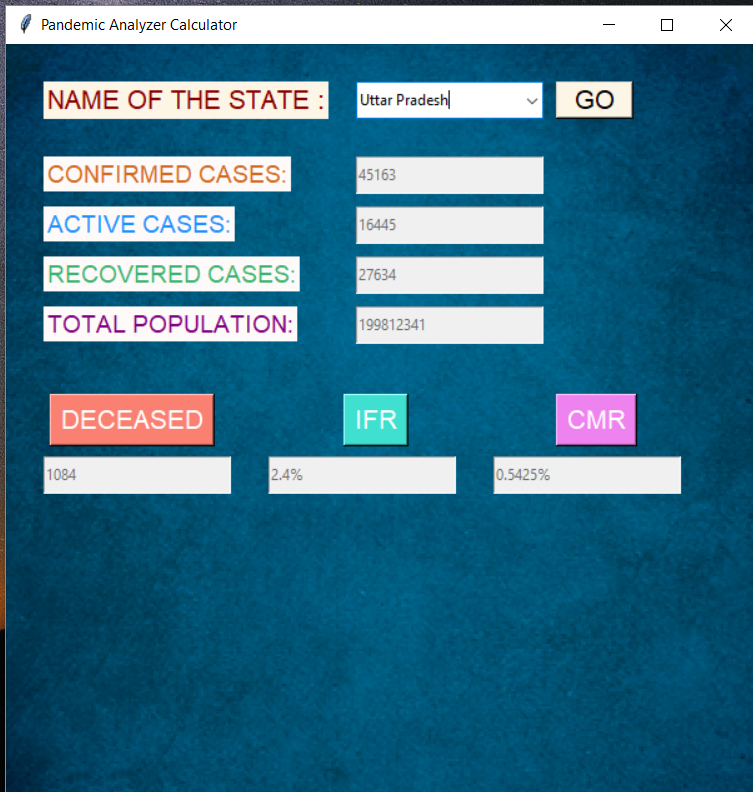 Pandemic Analyzer Calculator
NAME OF THE STATE : Uttar Pradesh GO
CONFIRMED CASES: 45163
ACTIVE CASES: 16445
RECOVERED CASES: 27634
TOTAL POPULATION: 199812341
DECEASED IFR CMR
1084 2.4% 0.5425%